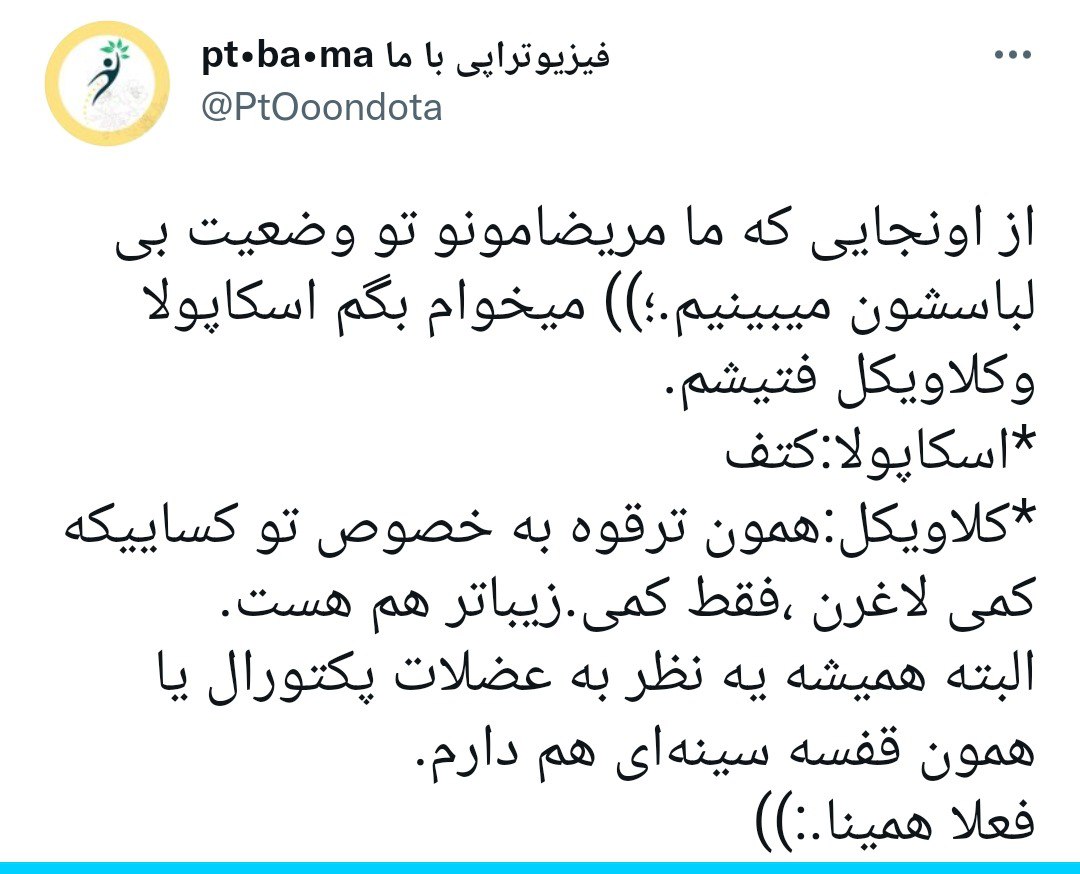 pt•ba•ma فیزیوتراپی با ما
@PtOoondota
از اونجایی که ما مریضامونو تو وضعیت بی
لباسشون میبینیم.؛)) میخوام بگم اسکاپولا
وکلاویکل فتیشم.
*اسکاپولا:کتف
*کلاویکل:همون ترقوه به خصوص تو کساییکه
کمی لاغرن ،فقط کمی.زیباتر هم هست.
البته همیشه یه نظر به عضلات پکتورال یا
همون قفسه سینه‌ای هم دارم.
فعلا همینا.:))